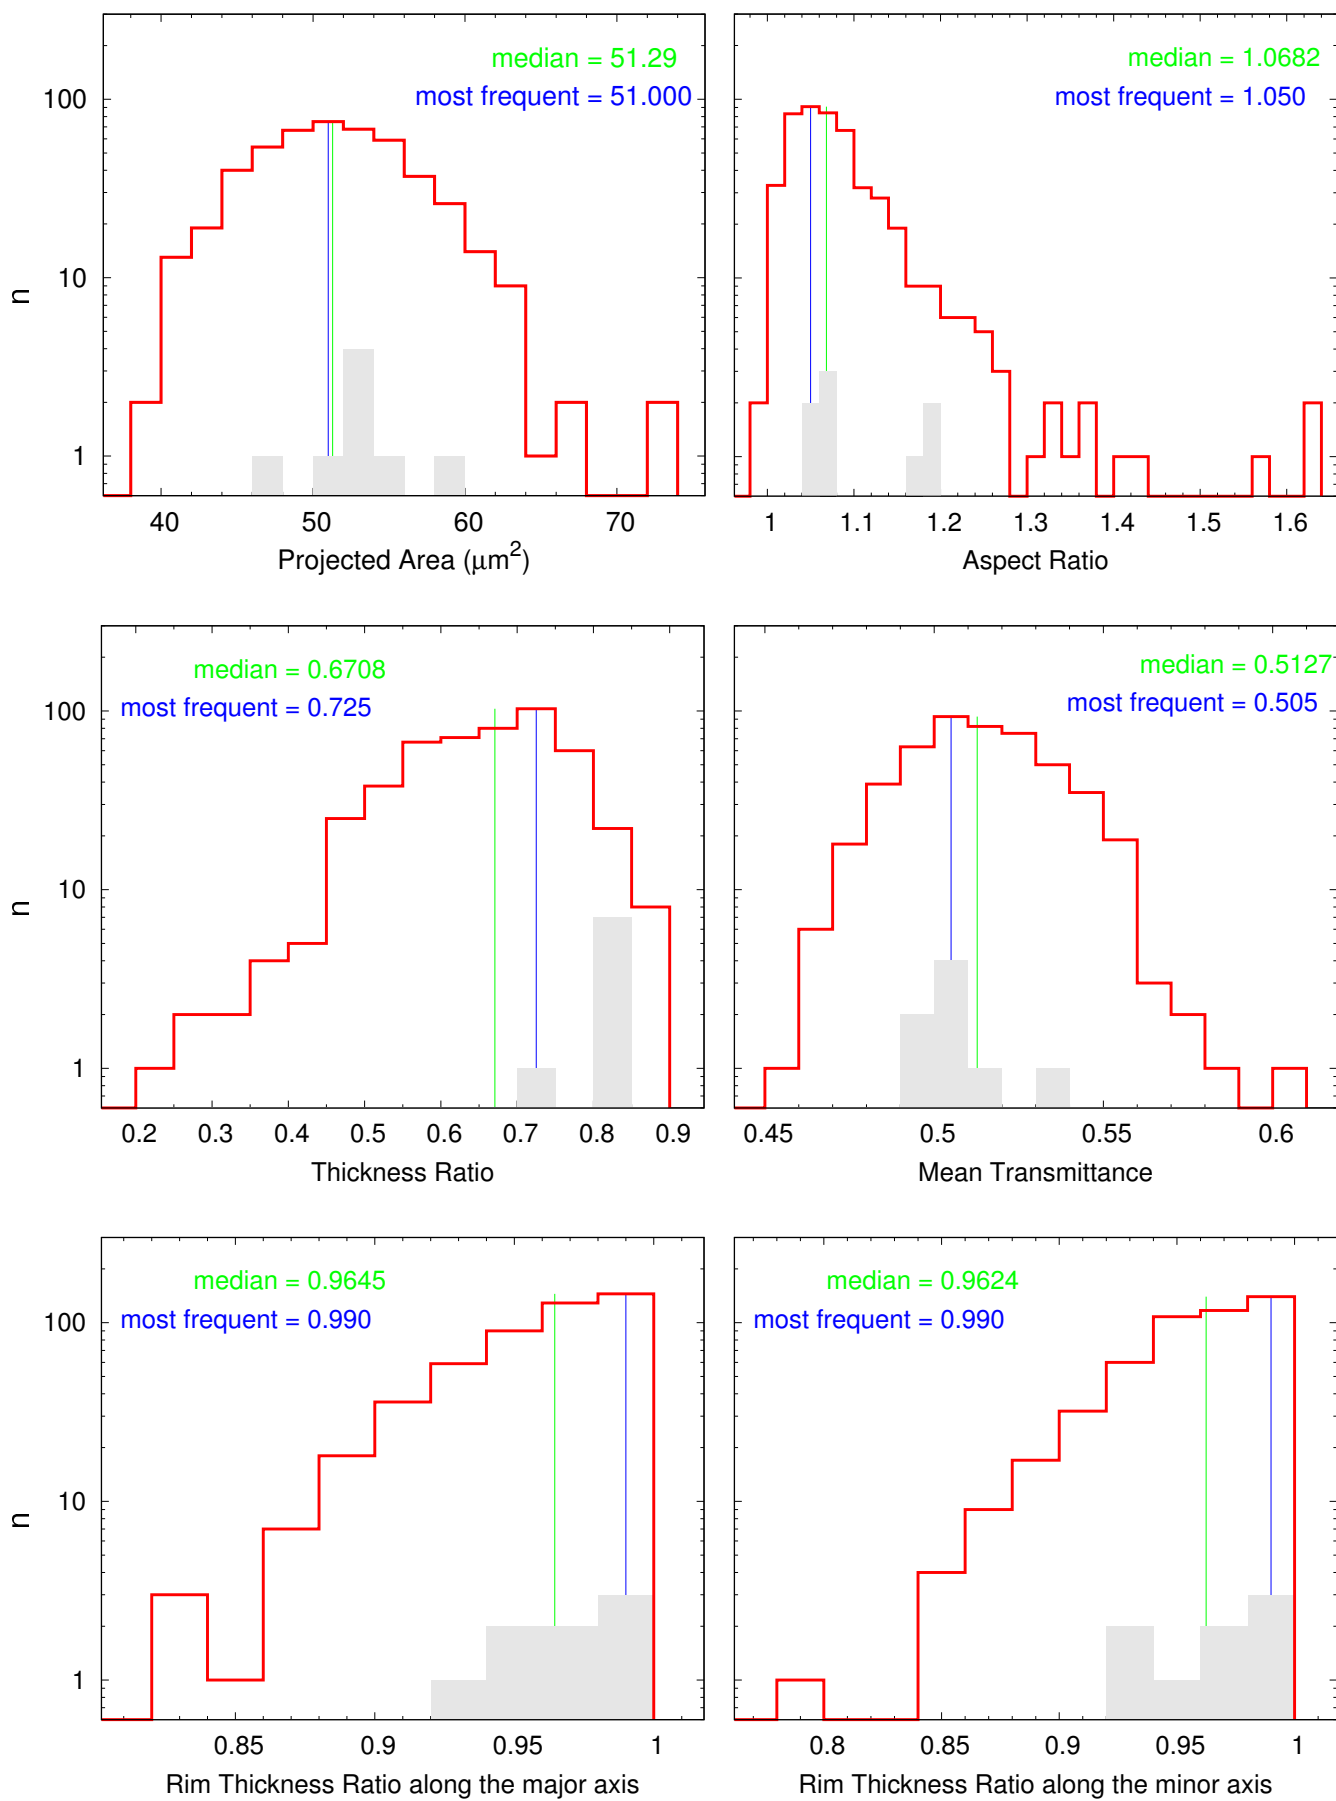 median = 51.29
most frequent = 51.000
100
10
1
n
40 50 60 70
Projected Area (μm²)
median = 1.0682
most frequent = 1.050
1 1.1 1.2 1.3 1.4 1.5 1.6
Aspect Ratio
median = 0.6708
most frequent = 0.725
100
10
1
n
0.2 0.3 0.4 0.5 0.6 0.7 0.8 0.9
Thickness Ratio
median = 0.5127
most frequent = 0.505
0.45 0.5 0.55 0.6
Mean Transmittance
median = 0.9645
most frequent = 0.990
100
10
1
n
0.85 0.9 0.95 1
Rim Thickness Ratio along the major axis
median = 0.9624
most frequent = 0.990
0.8 0.85 0.9 0.95 1
Rim Thickness Ratio along the minor axis